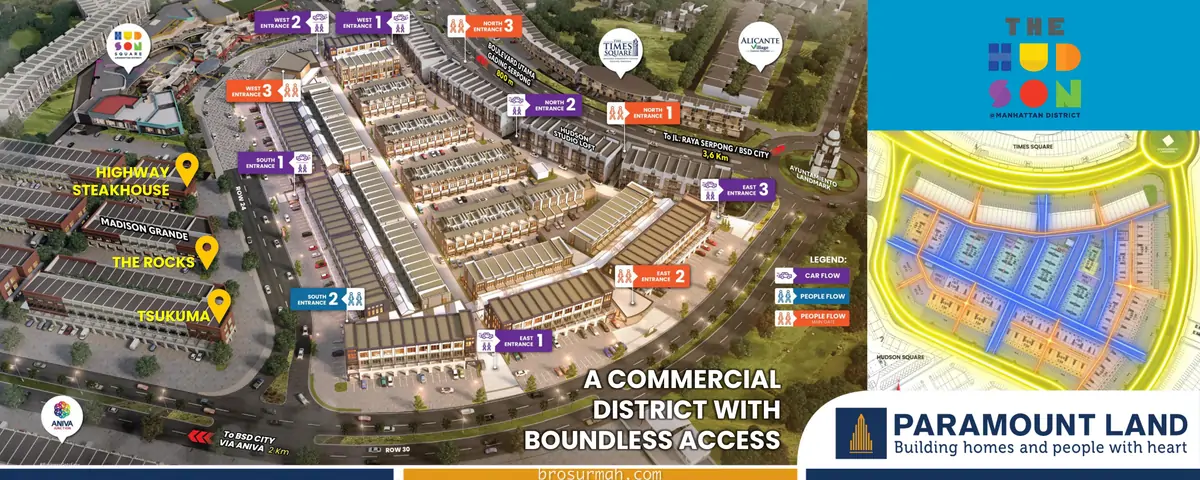 WEST
ENTRANCE 2
WEST
ENTRANCE 1
NORTH
ENTRANCE 3
THE
HUD
SON
@MANHATTAN DISTRICT
HUD
SON
SQUARE
BOULEVARD UTAMA
GADING SERPONG
800 m
THE
TIMES
SQUARE
ALICANTE
Village
WEST
ENTRANCE 3
NORTH
ENTRANCE 2
NORTH
ENTRANCE 1
HUDSON
STUDIO LOFT
To JL. RAYA SERPONG / BSD CITY
3,6 Km
AYUNTAMIENTO
LANDMARK
TIMES SQUARE
SOUTH
ENTRANCE 1
HIGHWAY
STEAKHOUSE
ROW 24
EAST
ENTRANCE 3
MADISON GRANDE
THE ROCKS
LEGEND:
CAR FLOW
PEOPLE FLOW
PEOPLE FLOW
EAST
ENTRANCE 2
SOUTH
ENTRANCE 2
TSUKUMA
EAST
ENTRANCE 1
HUDSON SQUARE
A COMMERCIAL
DISTRICT WITH
BOUNDLESS ACCESS
ANIVA
JUNCTION
To BSD CITY
VIA ANIVA 2 km
ROW 30
PARAMOUNT LAND
Building homes and people with heart
brosurmah.com